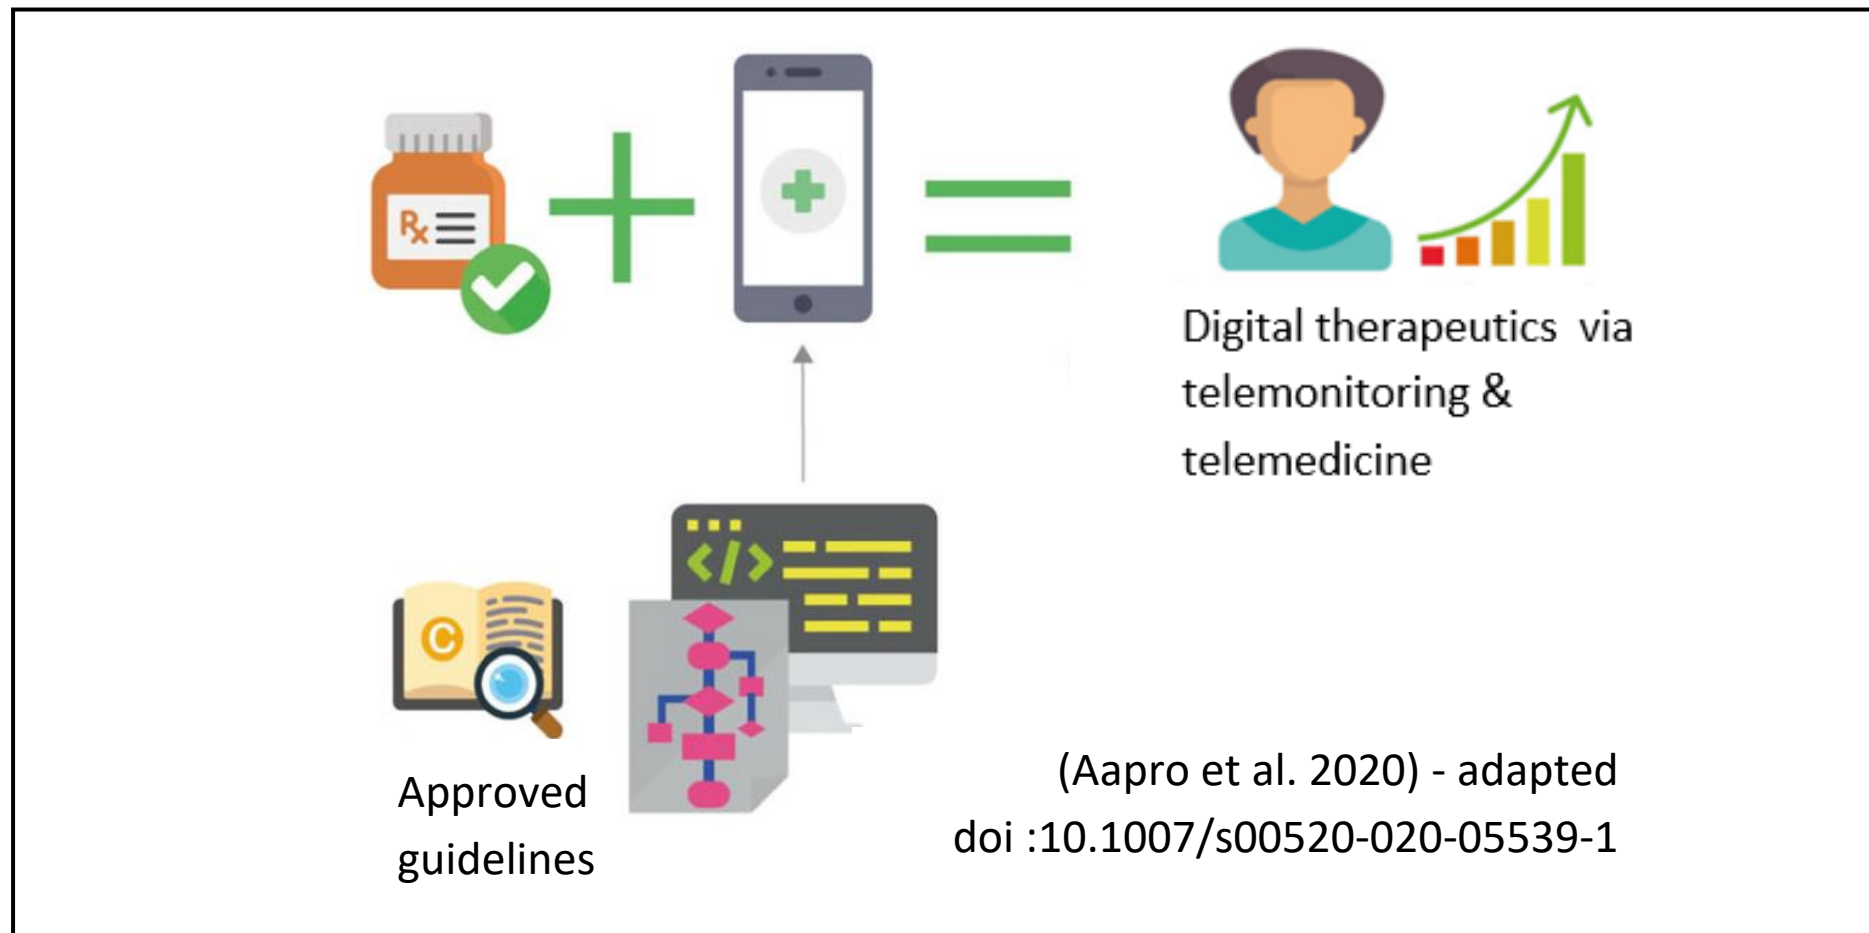 Rx
Digital therapeutics via
telemonitoring &
telemedicine
</>
C
Approved
guidelines
(Aapro et al. 2020) - adapted
doi :10.1007/s00520-020-05539-1